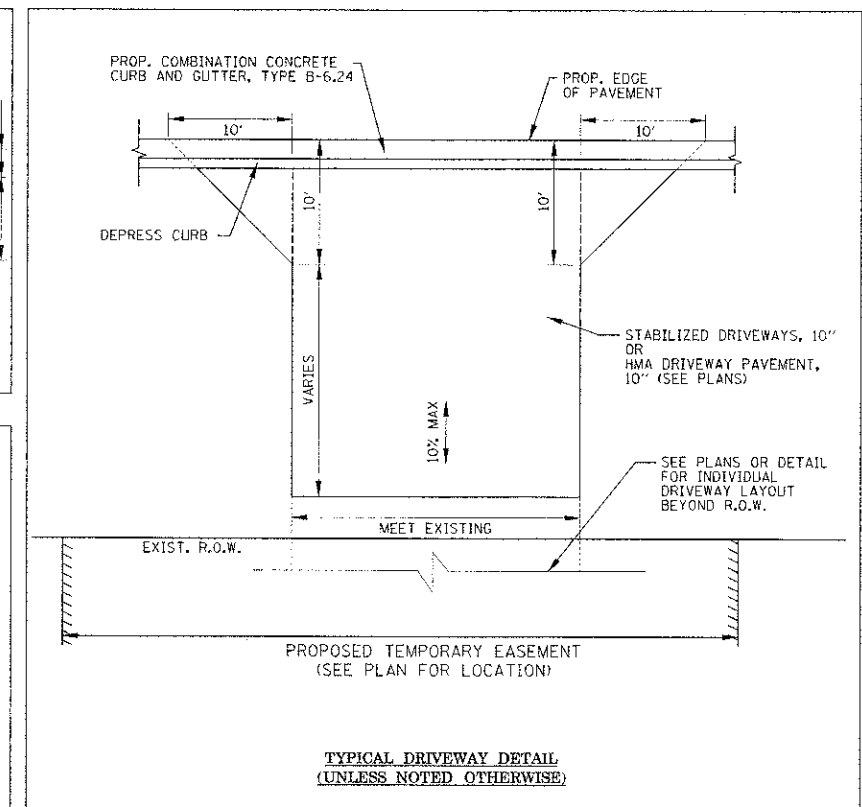 PROP. COMBINATION CONCRETE
CURB AND GUTTER, TYPE B-6.24
PROP. EDGE
OF PAVEMENT
10'
10'
10'
10'
DEPRESS CURB
VARIES
10% MAX
STABILIZED DRIVEWAYS, 10"
OR
HMA DRIVEWAY PAVEMENT,
10" (SEE PLANS)
SEE PLANS OR DETAIL
FOR INDIVIDUAL
DRIVEWAY LAYOUT
BEYOND R.O.W.
MEET EXISTING
EXIST. R.O.W.
PROPOSED TEMPORARY EASEMENT
(SEE PLAN FOR LOCATION)
TYPICAL DRIVEWAY DETAIL
(UNLESS NOTED OTHERWISE)